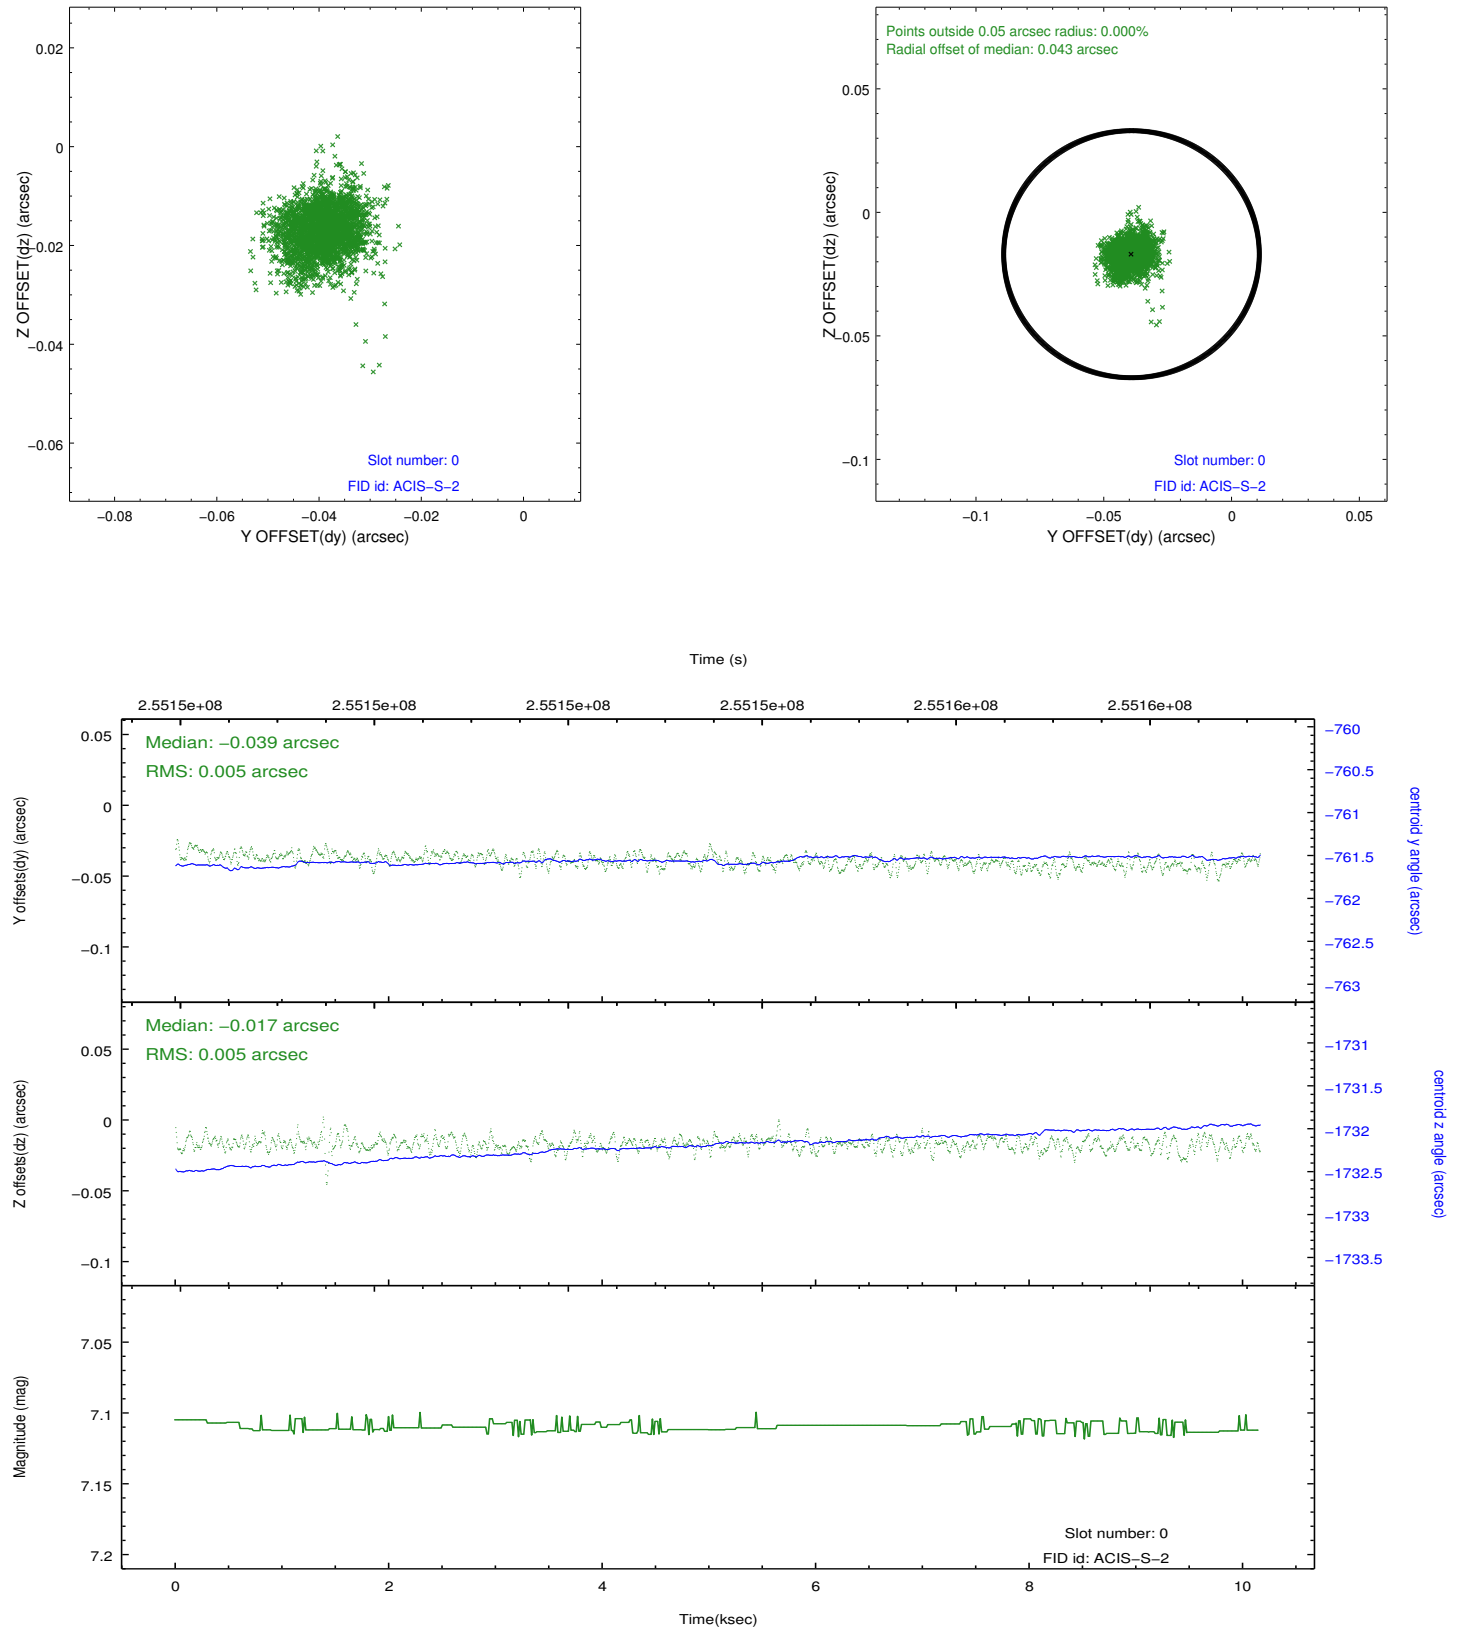 0.02
0
−0.02
−0.04
−0.06
Z OFFSET(dz) (arcsec)
Slot number: 0
FID id: ACIS−S−2
−0.08
−0.06
−0.04
−0.02
0
Y OFFSET(dy) (arcsec)
Points outside 0.05 arcsec radius: 0.000%
Radial offset of median: 0.043 arcsec
0.05
0
−0.05
−0.1
Z OFFSET(dz) (arcsec)
Slot number: 0
FID id: ACIS−S−2
−0.1
−0.05
0
0.05
Y OFFSET(dy) (arcsec)
Time (s)
2.5515e+08
2.5515e+08
2.5515e+08
2.5515e+08
2.5516e+08
2.5516e+08
Median: −0.039 arcsec
RMS: 0.005 arcsec
0.05
0
−0.05
−0.1
Y offsets(dy) (arcsec)
−760
−760.5
−761
−761.5
−762
−762.5
−763
centroid y angle (arcsec)
Median: −0.017 arcsec
RMS: 0.005 arcsec
0.05
0
−0.05
−0.1
Z offsets(dz) (arcsec)
−1731
−1731.5
−1732
−1732.5
−1733
−1733.5
centroid z angle (arcsec)
7.05
7.1
7.15
7.2
Magnitude (mag)
Slot number: 0
FID id: ACIS−S−2
0
2
4
6
8
10
Time(ksec)